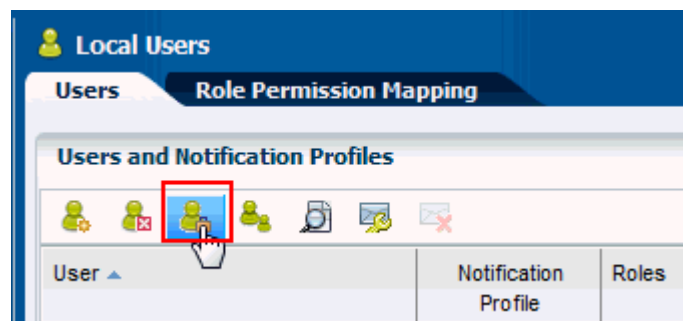 Local Users
Users Role Permission Mapping
Users and Notification Profiles
User Notification Roles
Profile